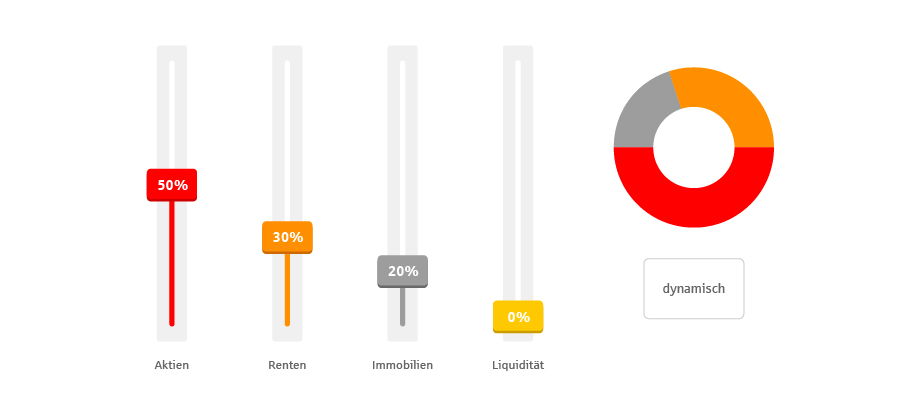 50%
30%
20%
0%
dynamisch
Aktien
Renten
Immobilien
Liquidität